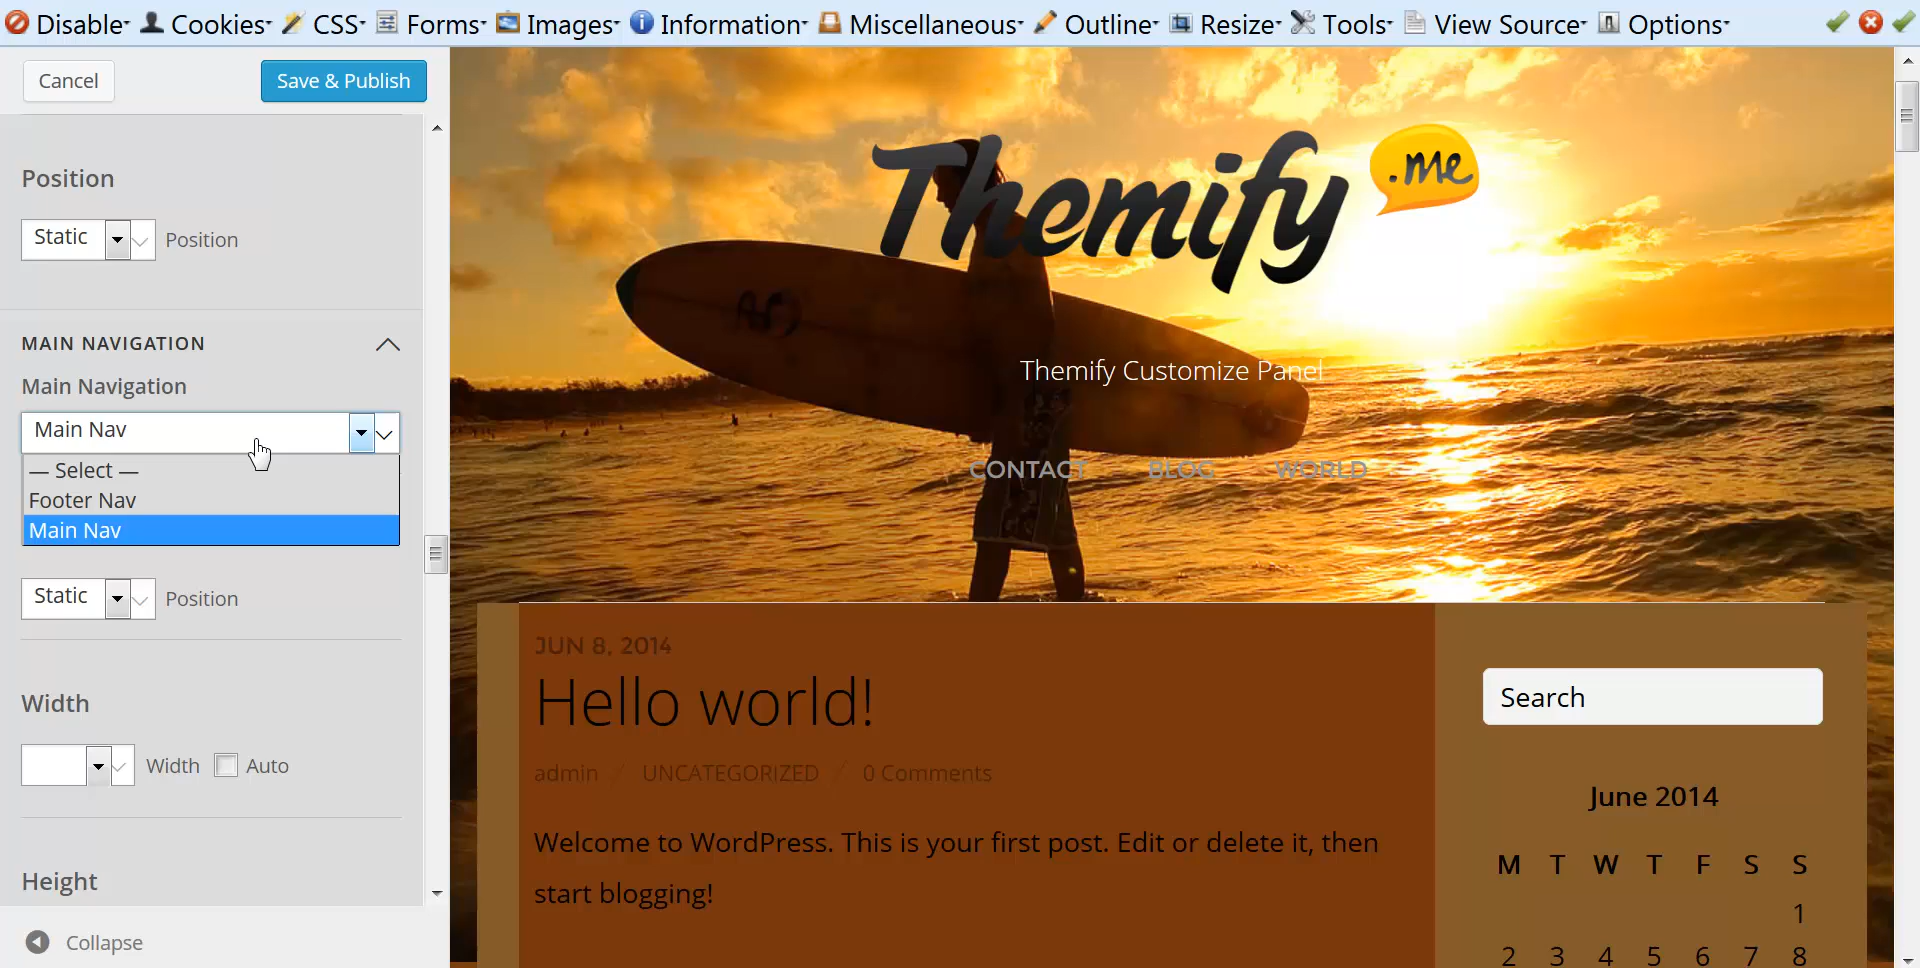 Disable Cookies CSS Forms Images Information Miscellaneous Outline Resize Tools View Source Options
Cancel Save & Publish
Position
Static Position
MAIN NAVIGATION
Main Navigation
Main Nav
— Select —
Footer Nav
Main Nav
Static Position
Width
Width Auto
Height
Collapse
Themify .me
Themify Customize Panel
CONTACT BLOG WORLD
JUN 8, 2014
Hello world!
admin / UNCATEGORIZED / 0 Comments
Welcome to WordPress. This is your first post. Edit or delete it, then
start blogging!
Search
June 2014
M T W T F S S
1
2 3 4 5 6 7 8